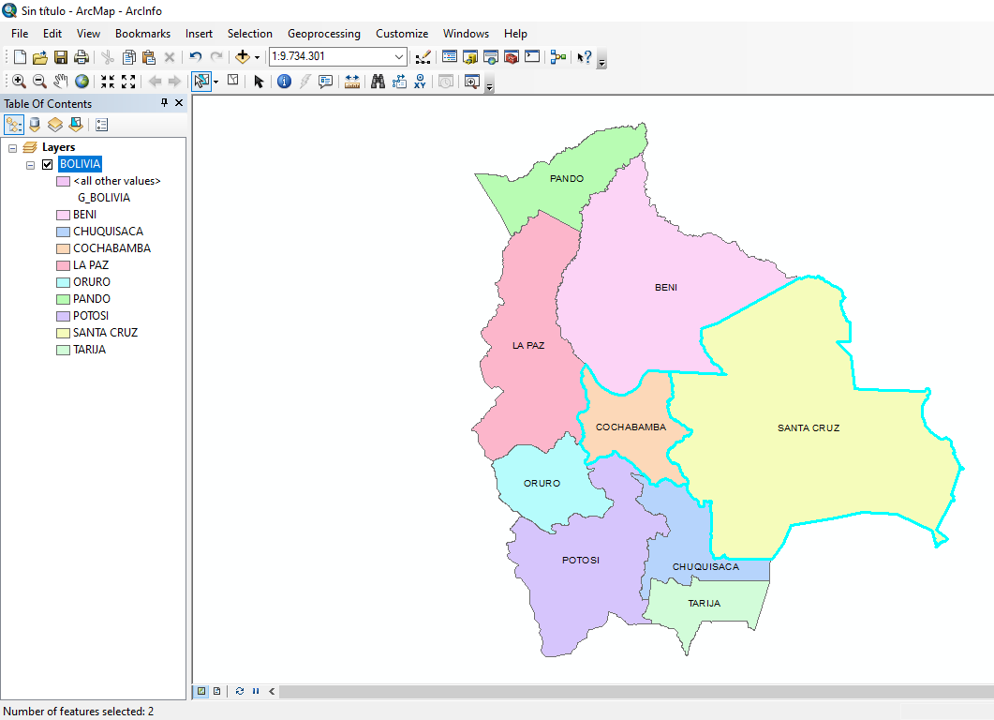 Sin título - ArcMap - ArcInfo
File Edit View Bookmarks Insert Selection Geoprocessing Customize Windows Help
1:9.734.301
Table Of Contents
Layers
BOLIVIA
<all other values>
G_BOLIVIA
BENI
CHUQUISACA
COCHABAMBA
LA PAZ
ORURO
PANDO
POTOSI
SANTA CRUZ
TARIJA
PANDO
BENI
LA PAZ
COCHABAMBA
SANTA CRUZ
ORURO
POTOSI
CHUQUISACA
TARIJA
Number of features selected: 2